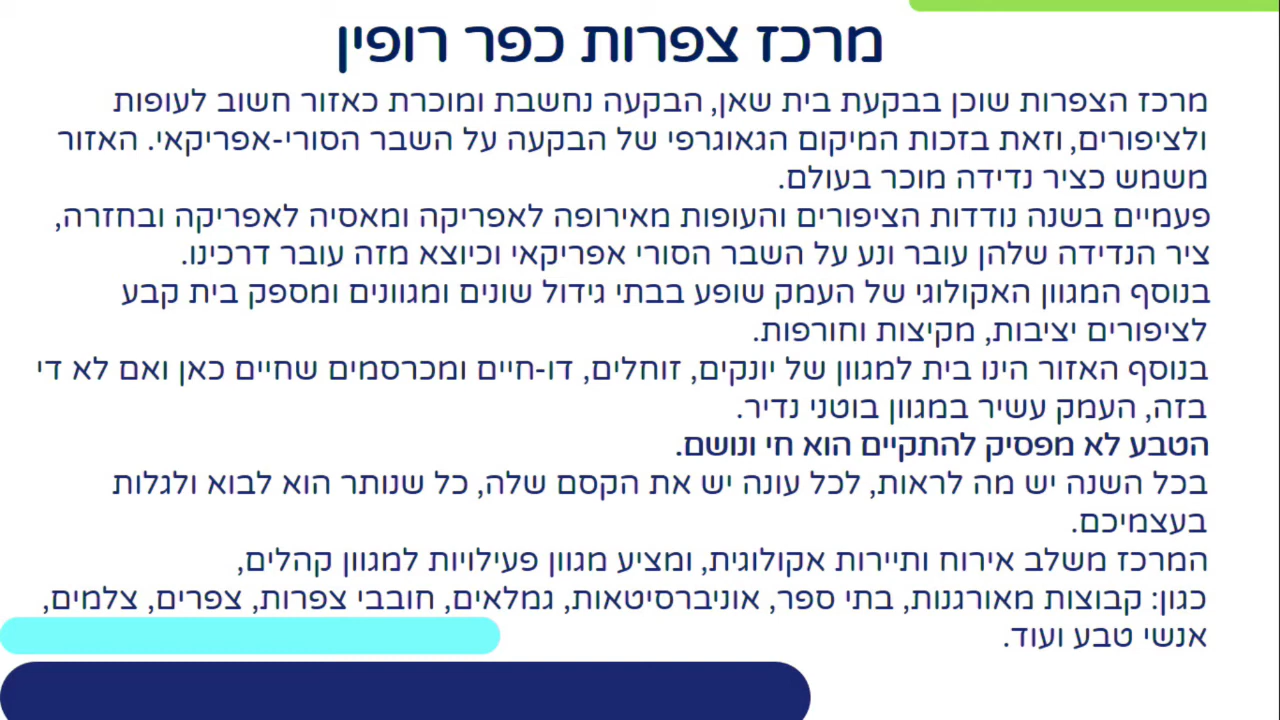 מרכז צפרות כפר רופין
מרכז הצפרות שוכן בבקעת בית שאן, הבקעה נחשבת ומוכרת כאזור חשוב לעופות
ולציפורים, וזאת בזכות המיקום הגאוגרפי של הבקעה על השבר הסורי-אפריקאי. האזור
משמש כציר נדידה מוכר בעולם.
פעמיים בשנה נודדות הציפורים והעופות מאירופה לאפריקה ומאסיה לאפריקה ובחזרה,
ציר הנדידה שלהן עובר ונע על השבר הסורי אפריקאי וכיוצא מזה עובר דרכינו.
בנוסף המגוון האקולוגי של העמק שופע בבתי גידול שונים ומגוונים ומספק בית קבע
לציפורים יציבות, מקיצות וחורפות.
בנוסף האזור הינו בית למגוון של יונקים, זוחלים, דו-חיים ומכרסמים שחיים כאן ואם לא די
בזה, העמק עשיר במגוון בוטני נדיר.
הטבע לא מפסיק להתקיים הוא חי ונושם.
בכל השנה יש מה לראות, לכל עונה יש את הקסם שלה, כל שנותר הוא לבוא ולגלות
בעצמיכם.
המרכז משלב אירוח ותיירות אקולוגית, ומציע מגוון פעילויות למגוון קהלים,
כגון: קבוצות מאורגנות, בתי ספר, אוניברסיטאות, גמלאים, חובבי צפרות, צפרים, צלמים,
אנשי טבע ועוד.